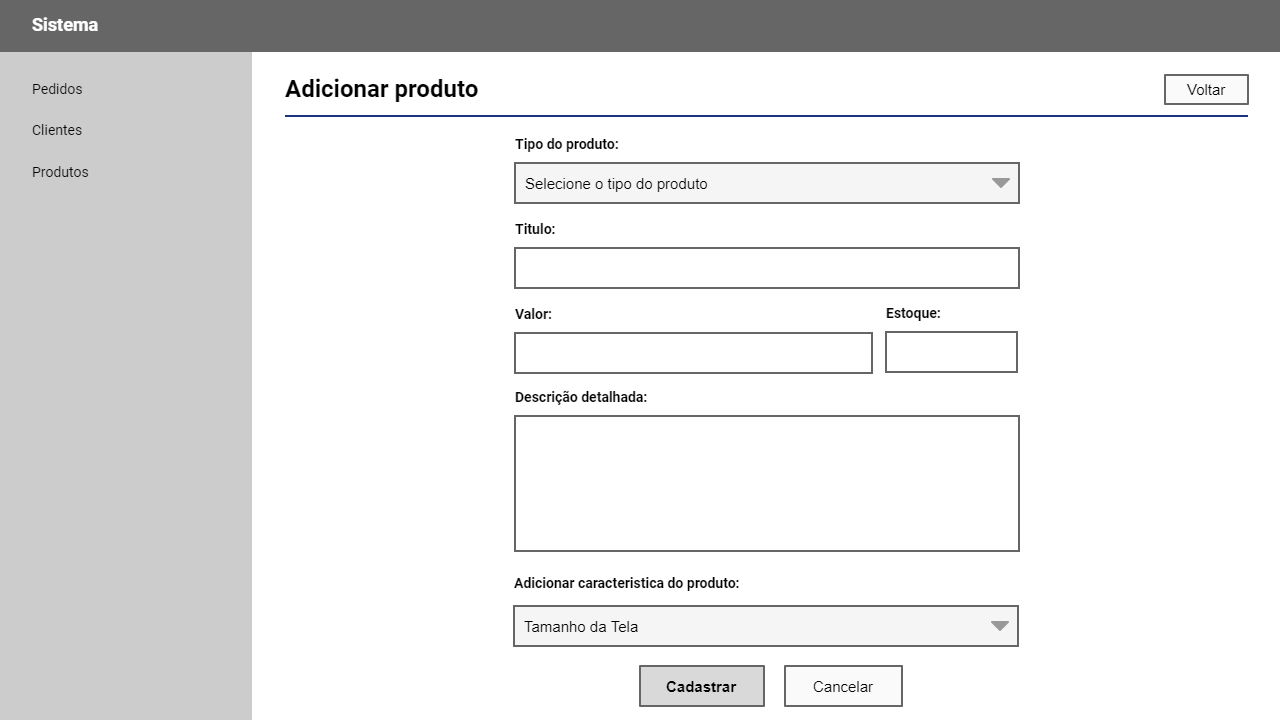 Sistema
Pedidos
Clientes
Produtos
Adicionar produto
Voltar
Tipo do produto:
Selecione o tipo do produto
Titulo:
Valor:
Estoque:
Descrição detalhada:
Adicionar caracteristica do produto:
Tamanho da Tela
Cadastrar
Cancelar